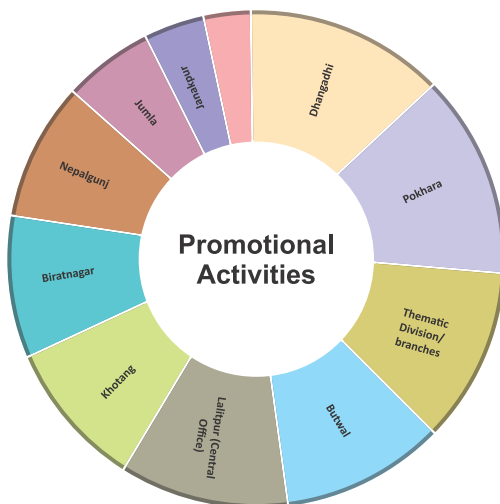 Promotional
Activities
Dhangadhi
Pokhara
Thematic
Division/
branches
Butwal
Lalitpur (Central
Office)
Khotang
Biratnagar
Nepalgunj
Jumla
Janakpur